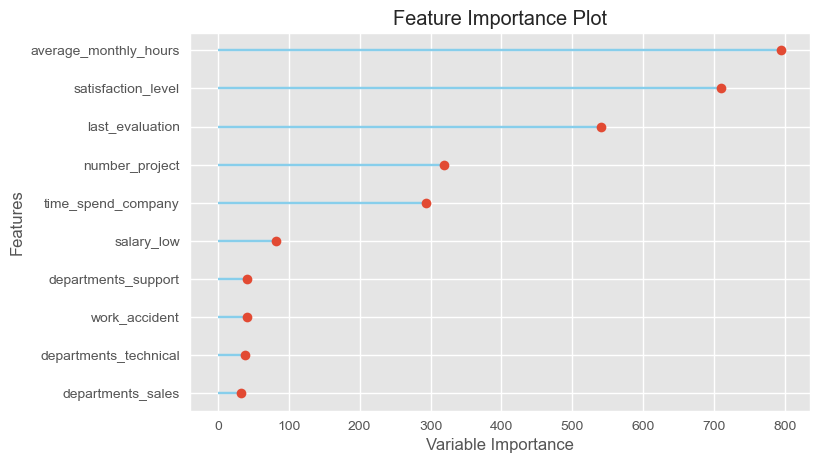 Feature Importance Plot
average_monthly_hours
satisfaction_level
last_evaluation
number_project
time_spend_company
salary_low
departments_support
work_accident
departments_technical
departments_sales
Features
0 100 200 300 400 500 600 700 800
Variable Importance